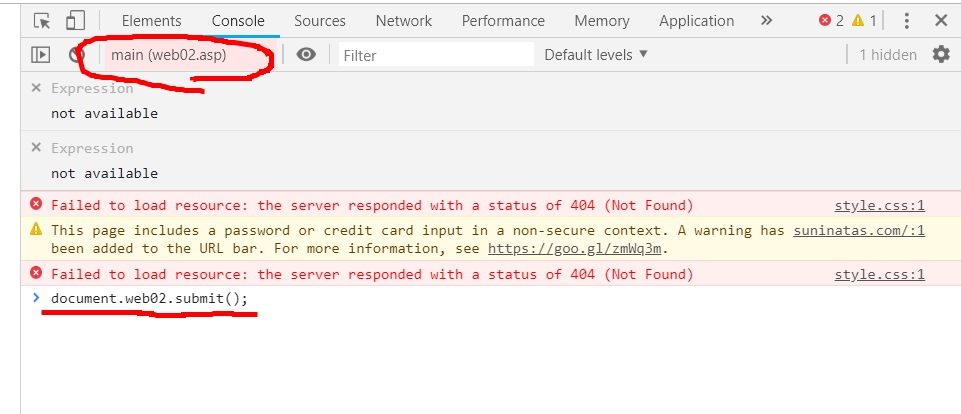 Elements Console Sources Network Performance Memory Application » 2 1
main (web02.asp) Filter Default levels ▼ 1 hidden
× Expression
not available
× Expression
not available
Failed to load resource: the server responded with a status of 404 (Not Found) style.css:1
This page includes a password or credit card input in a non-secure context. A warning has suninatas.com/:1
been added to the URL bar. For more information, see https://goo.gl/zmWq3m.
Failed to load resource: the server responded with a status of 404 (Not Found) style.css:1
> document.web02.submit();